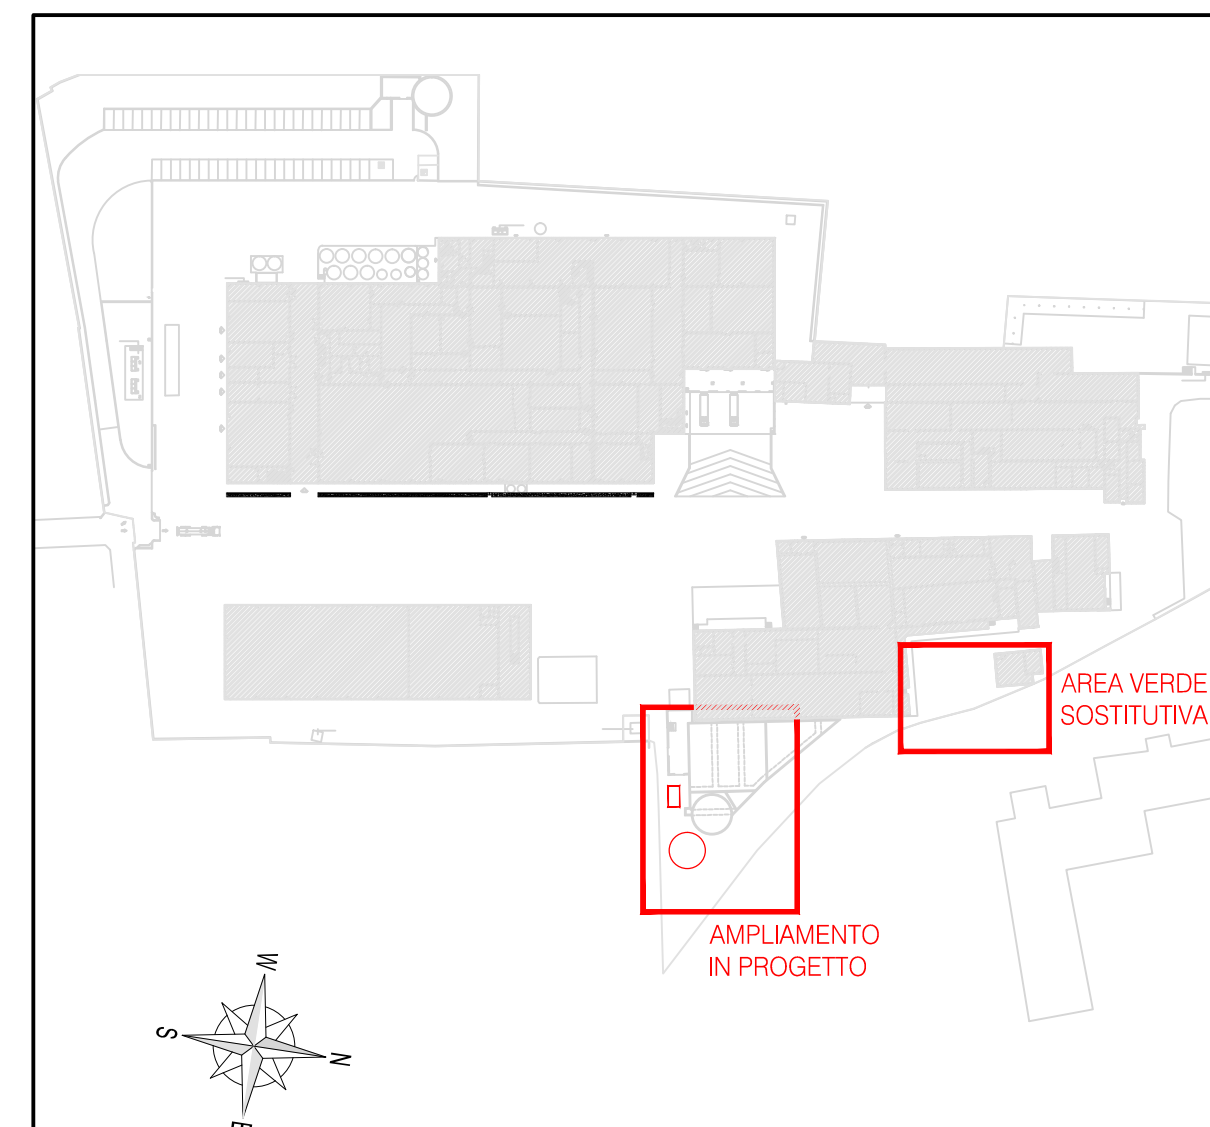 AREA VERDE
SOSTITUTIVA
AMPLIAMENTO
IN PROGETTO
W
S
N
E